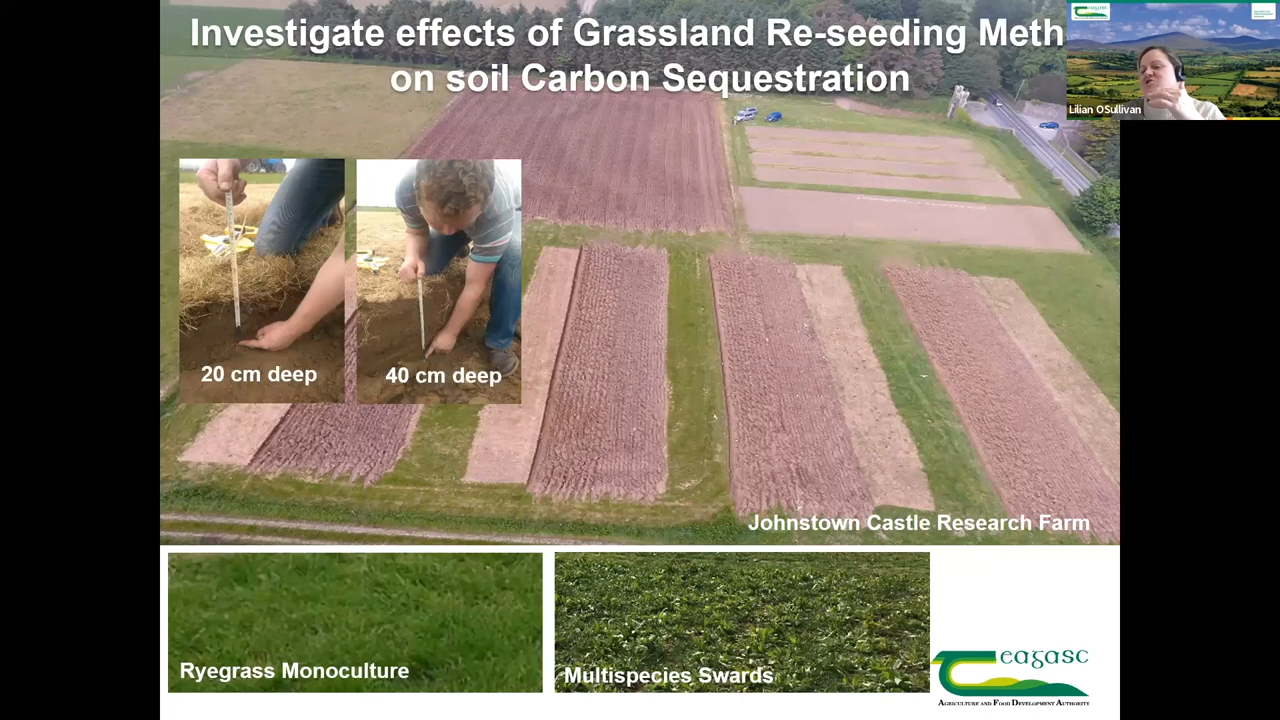 Investigate effects of Grassland Re-seeding Meth
on soil Carbon Sequestration
Lilian OSullivan
20 cm deep
40 cm deep
Johnstown Castle Research Farm
Ryegrass Monoculture
Multispecies Swards
eagasc
AGRICULTURE AND FOOD DEVELOPMENT AUTHORITY